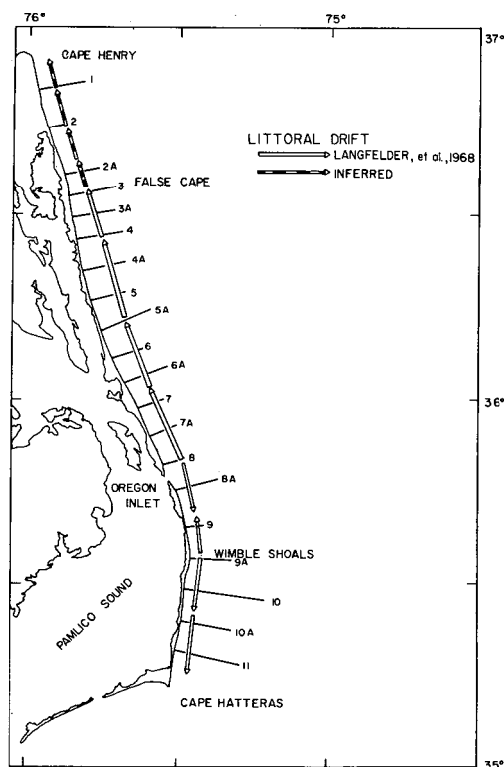 76°
75°
37°
CAPE HENRY
1
LITTORAL DRIFT
LANGFELDER, et al., 1968
INFERRED
2
2A
3
FALSE CAPE
3A
4
4A
5
5A
6
6A
36°
7
7A
8
8A
OREGON
INLET
9
WIMBLE SHOALS
9A
PAMLICO SOUND
10
10A
11
CAPE HATTERAS
35°